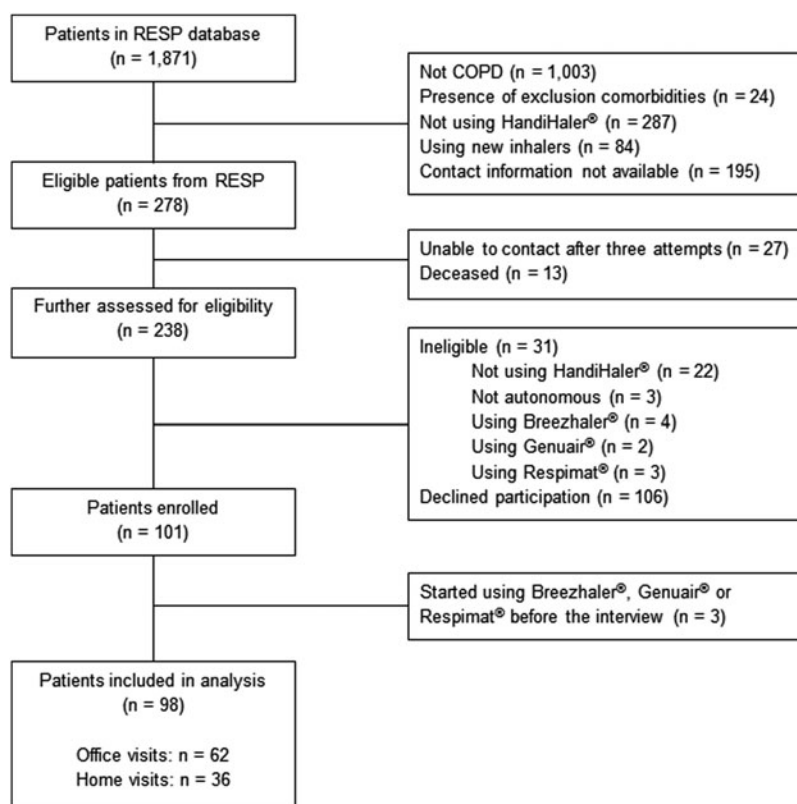 Patients in RESP database
(n = 1,871)
Not COPD (n = 1,003)
Presence of exclusion comorbidities (n = 24)
Not using HandiHaler® (n = 287)
Using new inhalers (n = 84)
Contact information not available (n = 195)
Eligible patients from RESP
(n = 278)
Unable to contact after three attempts (n = 27)
Deceased (n = 13)
Further assessed for eligibility
(n = 238)
Ineligible (n = 31)
Not using HandiHaler® (n = 22)
Not autonomous (n = 3)
Using Breezhaler® (n = 4)
Using Genuair® (n = 2)
Using Respimat® (n = 3)
Declined participation (n = 106)
Patients enrolled
(n = 101)
Started using Breezhaler®, Genuair® or
Respimat® before the interview (n = 3)
Patients included in analysis
(n = 98)
Office visits: n = 62
Home visits: n = 36